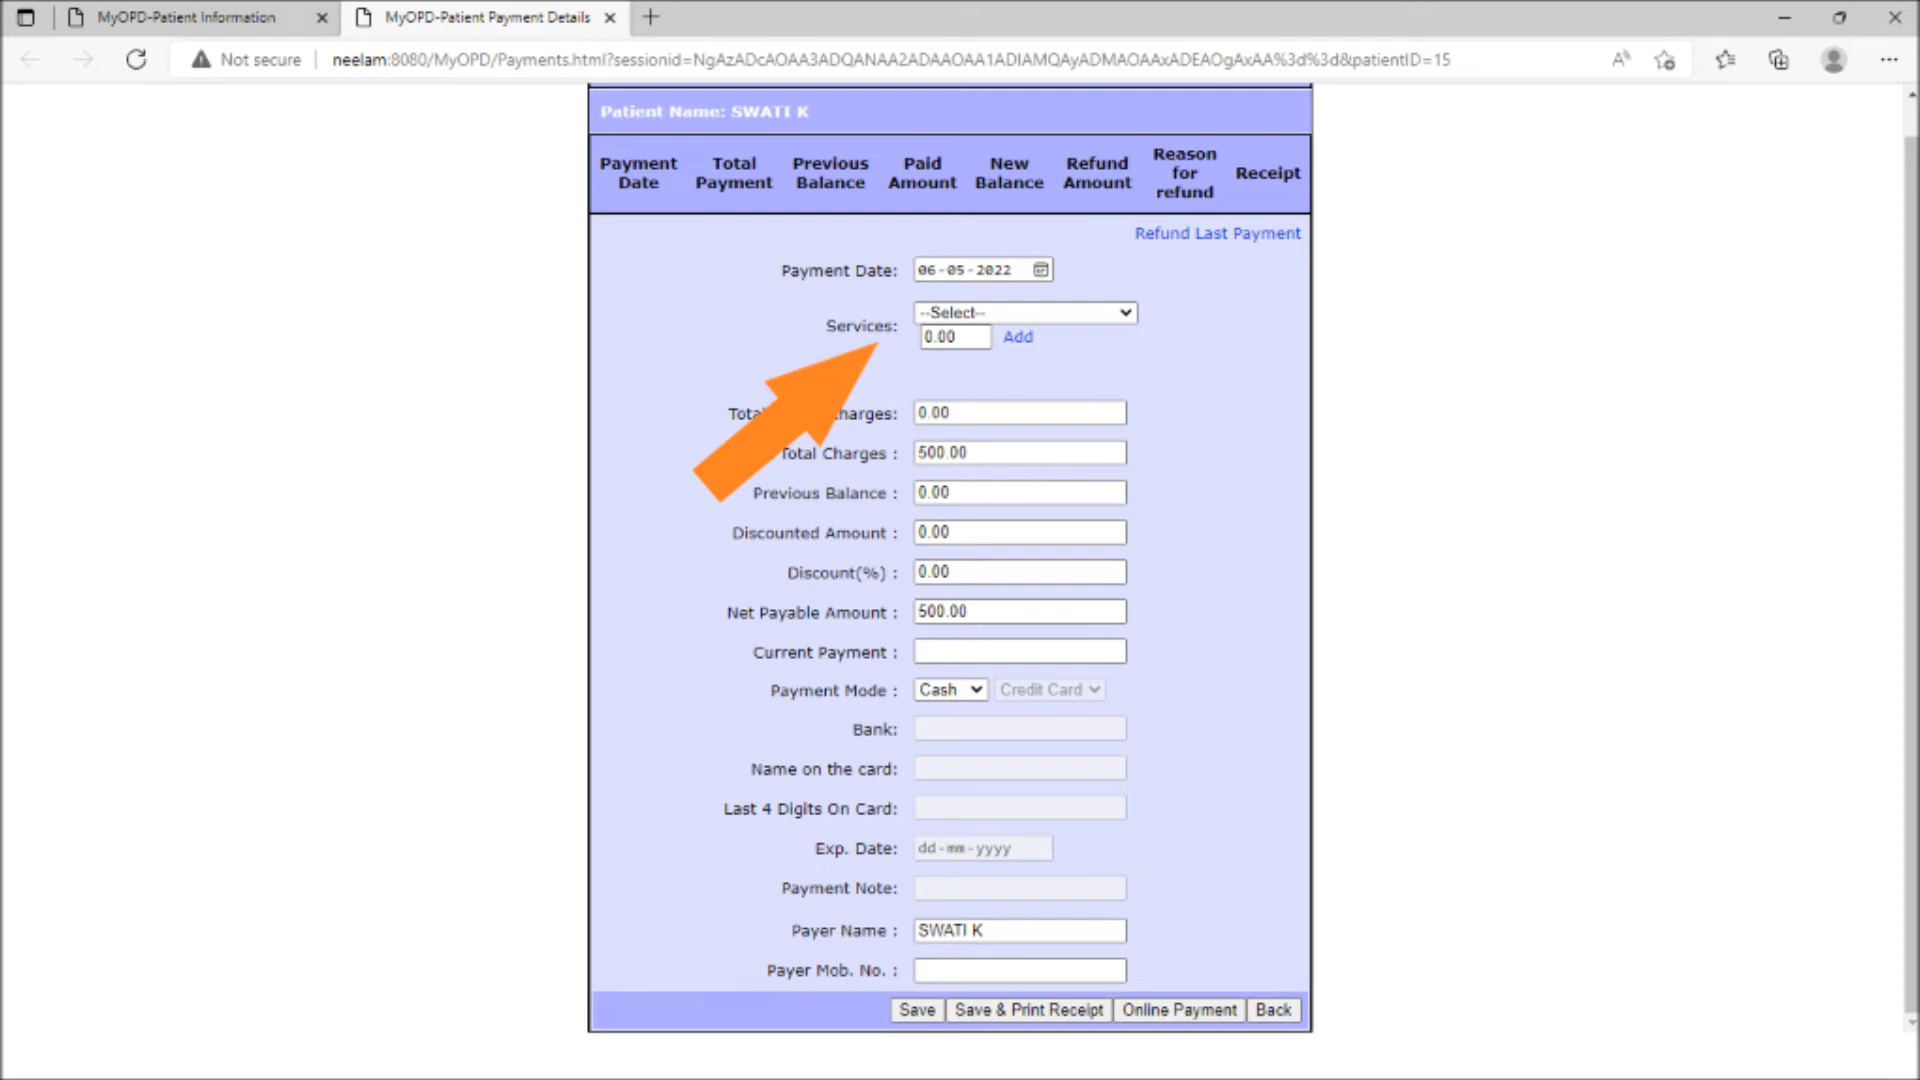 MyOPD-Patient Information
MyOPD-Patient Payment Details
Not secure
neelam:8080/MyOPD/Payments.html?sessionid=NgAzADcAOAA3ADQANAA2ADAAOAA1ADIAMQAyADMAOAAxADEAOgAxAA%3d%3d&patientID=15
Patient Name: SWATI K
Payment Date
Total Payment
Previous Balance
Paid Amount
New Balance
Refund Amount
Reason for refund
Receipt
Refund Last Payment
Payment Date: 06-05-2022
Services: --Select--
0.00 Add
harges: 0.00
Total Charges : 500.00
Previous Balance : 0.00
Discounted Amount : 0.00
Discount(%) : 0.00
Net Payable Amount : 500.00
Current Payment :
Payment Mode : Cash Credit Card
Bank:
Name on the card:
Last 4 Digits On Card:
Exp. Date: dd-mm-yyyy
Payment Note:
Payer Name : SWATI K
Payer Mob. No. :
Save Save & Print Receipt Online Payment Back